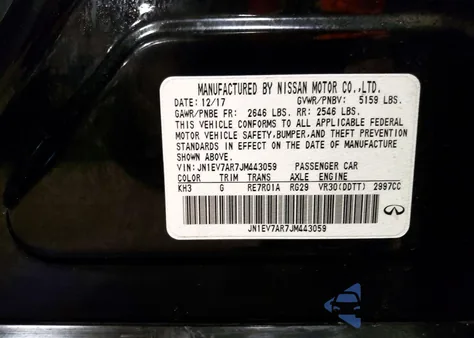 MANUFACTURED BY NISSAN MOTOR CO.,LTD.
DATE: 12/17 GVWR/PNBV: 5159 LBS.
GAWR/PNBE FR: 2646 LBS. RR: 2546 LBS.
THIS VEHICLE CONFORMS TO ALL APPLICABLE FEDERAL
MOTOR VEHICLE SAFETY,BUMPER,AND THEFT PREVENTION
STANDARDS IN EFFECT ON THE DATE OF MANUFACTURE
SHOWN ABOVE.
VIN: JN1EV7AR7JM443059 PASSENGER CAR
COLOR TRIM TRANS AXLE ENGINE
KH3 G RE7R01A RG29 VR30(DDTT) 2997CC
JN1EV7AR7JM443059